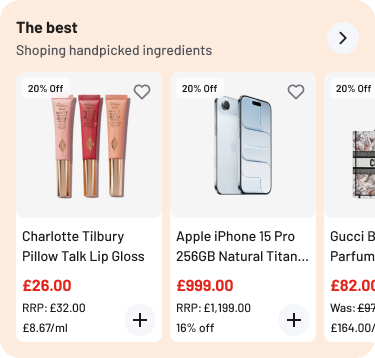 The best
Shoping handpicked ingredients
20% Off
Charlotte Tilbury
Pillow Talk Lip Gloss
£26.00
RRP: £32.00
£8.67/ml
20% Off
Apple iPhone 15 Pro
256GB Natural Titan...
£999.00
RRP: £1,199.00
16% off
20% Off
Gucci B
Parfum
£82.0
Was: £9
£164.00/